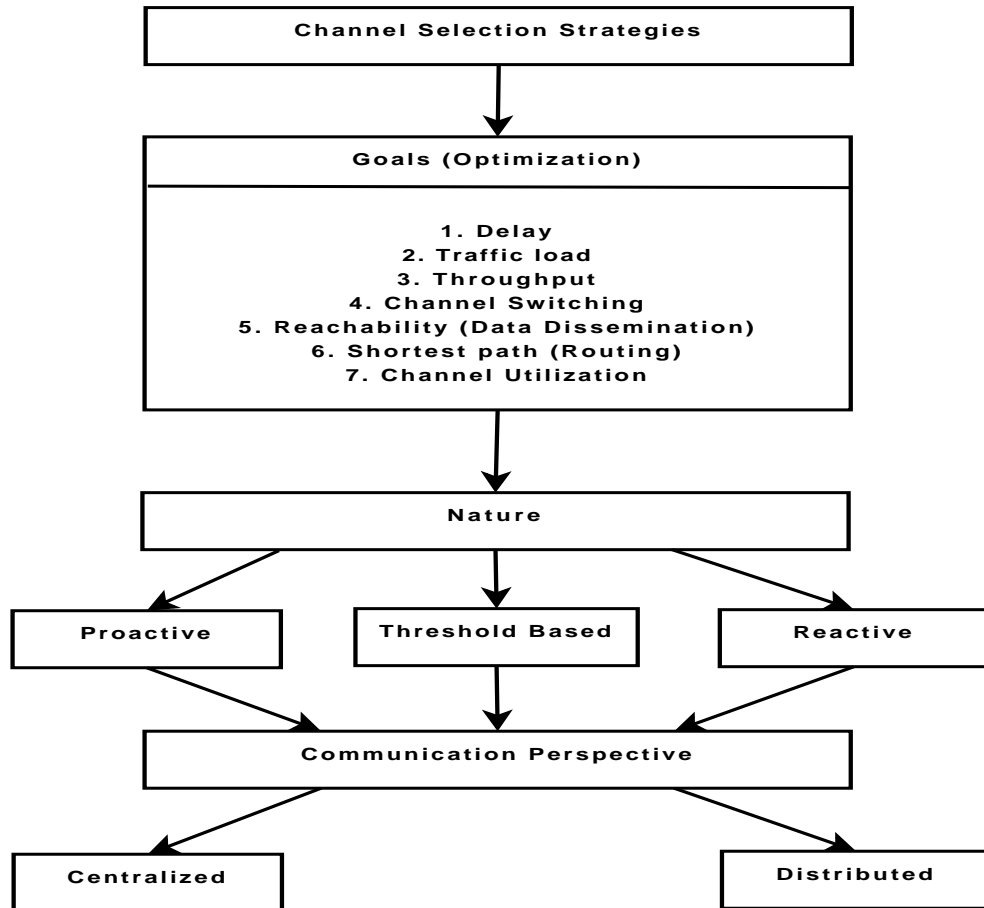 Channel Selection Strategies
Goals (Optimization)
1. Delay
2. Traffic load
3. Throughput
4. Channel Switching
5. Reachability (Data Dissemination)
6. Shortest path (Routing)
7. Channel Utilization
Nature
Proactive
Threshold Based
Reactive
Communication Perspective
Centralized
Distributed